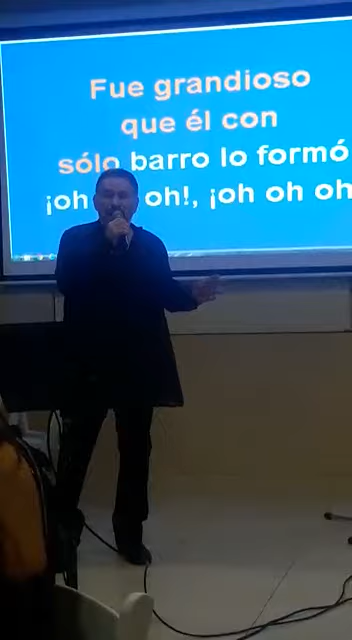 Fue grandioso
que él con
sólo barro lo formó
¡oh oh!, ¡oh oh oh